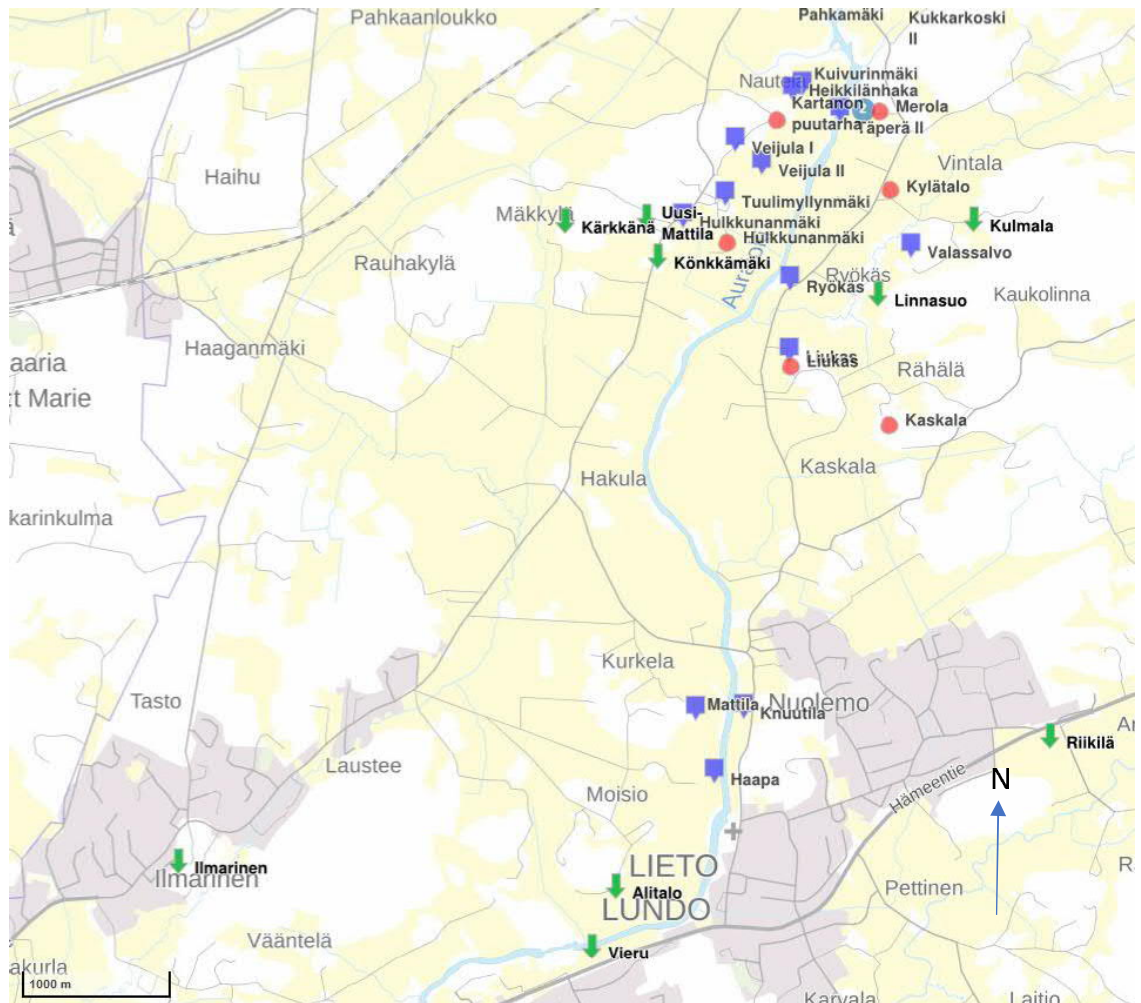 Pahkaanloukko
Pahkamäki
Kukkarkoski
II
Nautela
Kuivurinmäki
Heikkilänhaka
Kartanon
puutarha
Merola
Täperä II
Veijula I
Veijula II
Vintala
Haihu
Kylätalo
Mäkkylä
Kärkkänä
Uusi-
Mattila
Tuulimyllynmäki
Hulkkunanmäki
Hulkkunanmäki
Kulmala
Valassalvo
Könkkämäki
Rauhakylä
Ryökäs
Ryökäs
Linnasuo
Kaukolinna
Haaganmäki
aaria
:t Marie
Liukas
Liukas
Rähälä
Kaskala
Kaskala
Hakula
karinkulma
Kurkela
Tasto
Mattila
Nuolemo
Knuutila
Riikilä
Laustee
Haapa
Moisio
Hämeentie
N
Ilmarinen
Ilmarinen
LIETO
Alitalo
LUNDO
Pettinen
Vääntelä
Vieru
akurla
1000 m
Karvala
Laitio